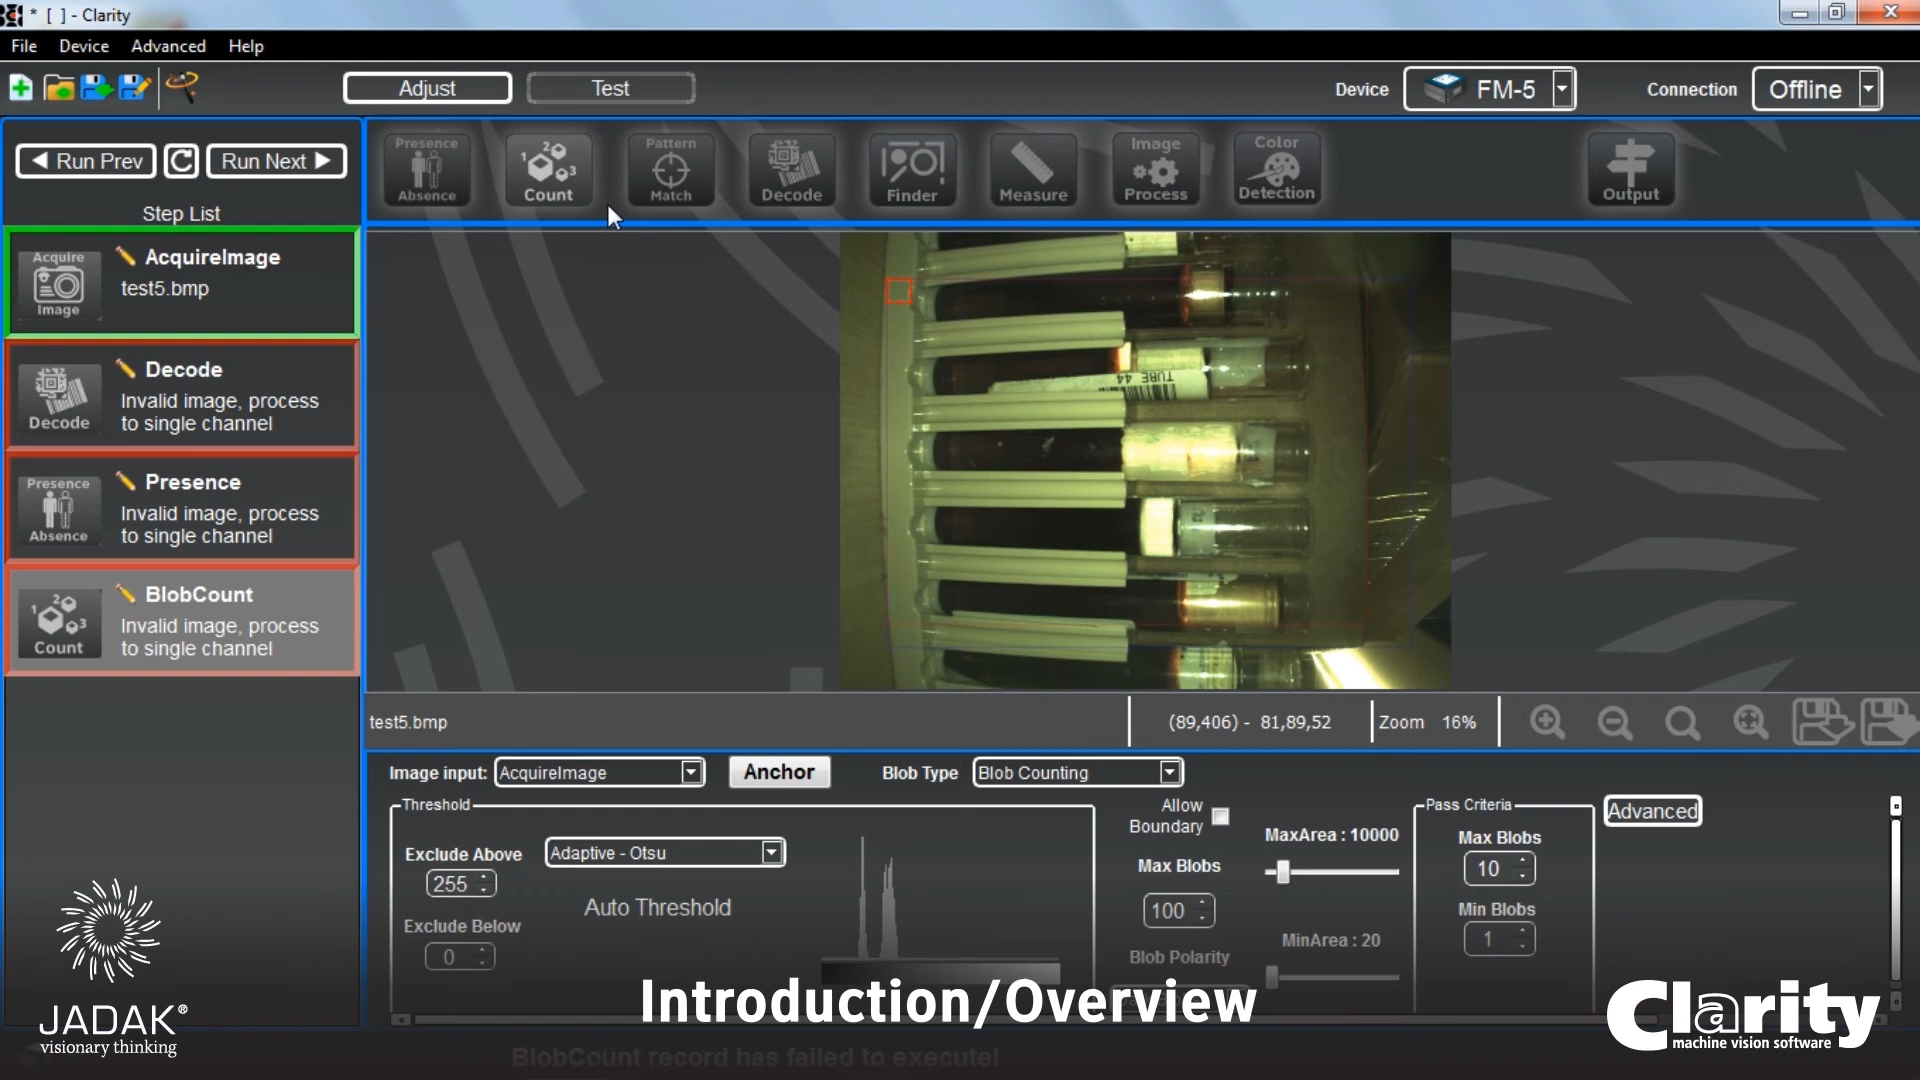 * [ ] - Clarity
File Device Advanced Help
Adjust Test Device FM-5 Connection Offline
Run Prev Run Next
Step List
Presence Absence
1 2 3 Count
Pattern Match
Decode
Finder
Measure
Image Process
Color Detection
Output
Acquire Image
AcquireImage
test5.bmp
Decode
Decode
Invalid image, process
to single channel
Presence Absence
Presence
Invalid image, process
to single channel
1 2 3 Count
BlobCount
Invalid image, process
to single channel
TUBE 44
test5.bmp (89,406) - 81,89,52 Zoom 16%
Image input: AcquireImage Anchor Blob Type Blob Counting
Threshold
Exclude Above
255
Adaptive - Otsu
Auto Threshold
Exclude Below
0
Allow
Boundary
Max Blobs
100
Blob Polarity
MaxArea : 10000
MinArea : 20
Pass Criteria
Max Blobs
10
Min Blobs
1
Advanced
Introduction/Overview
JADAK®
visionary thinking
Clarity
machine vision software
BlobCount record has failed to execute!